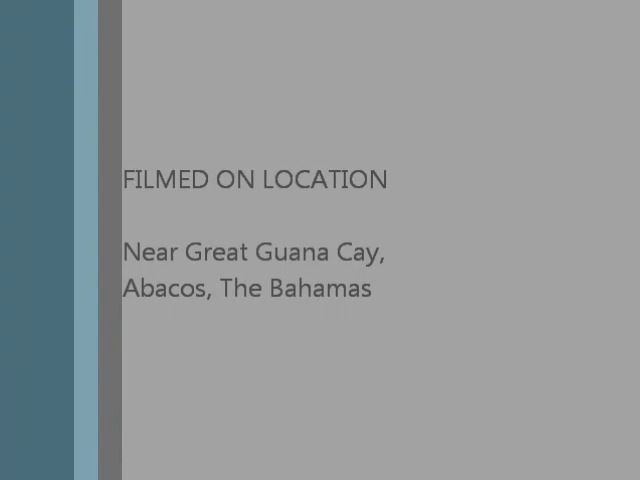 FILMED ON LOCATION
Near Great Guana Cay,
Abacos, The Bahamas